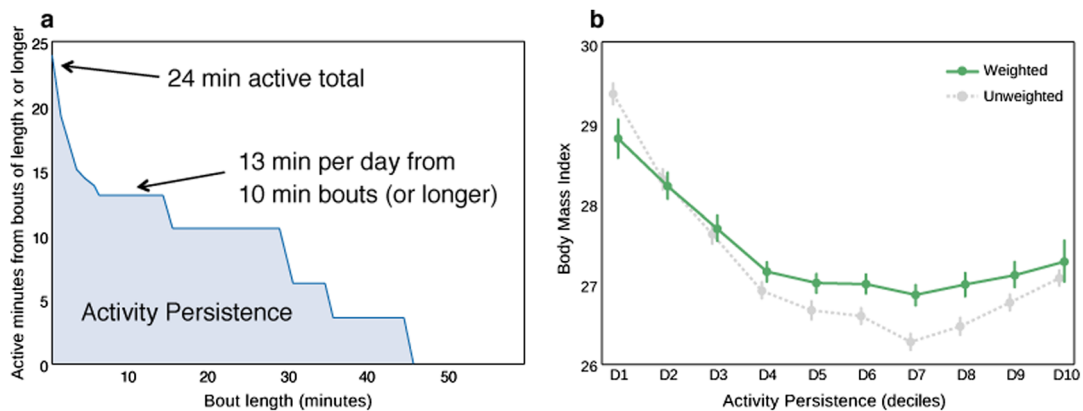 a
Active minutes from bouts of length x or longer
25
20
15
10
5
0
24 min active total
13 min per day from
10 min bouts (or longer)
Activity Persistence
10 20 30 40 50
Bout length (minutes)
b
Body Mass Index
30
29
28
27
26
Weighted
Unweighted
D1 D2 D3 D4 D5 D6 D7 D8 D9 D10
Activity Persistence (deciles)